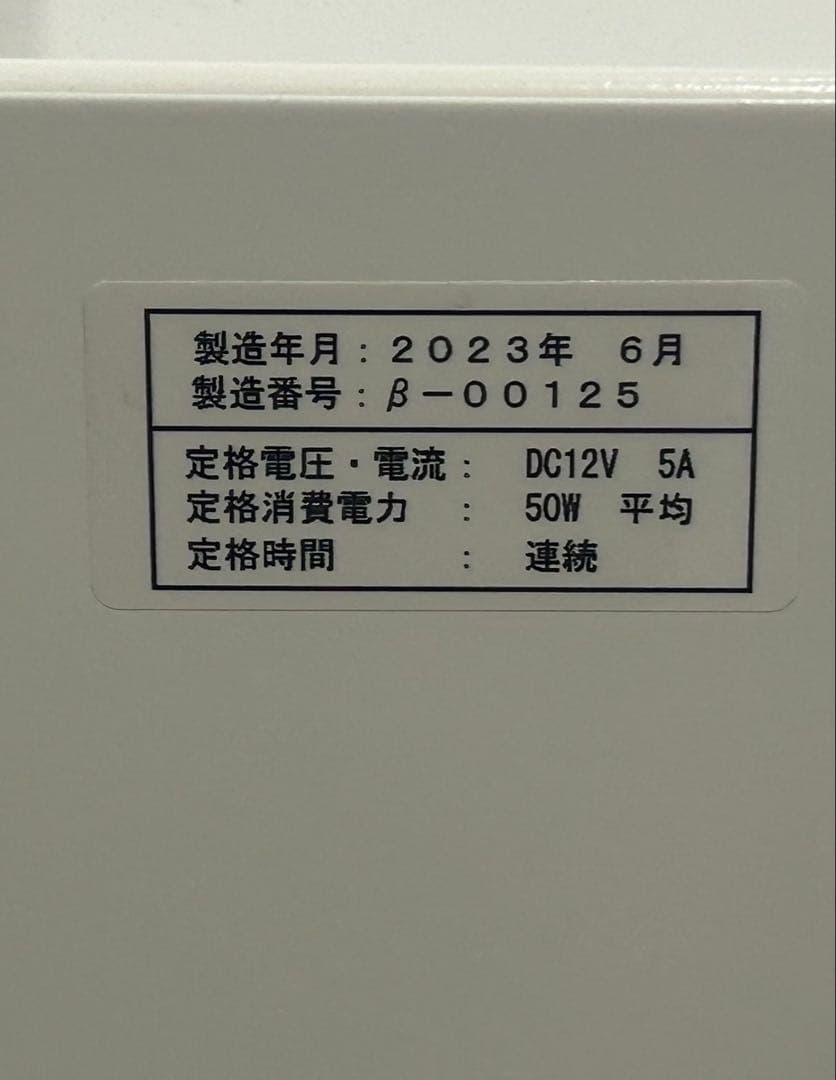 製造年月：２０２３年　６月
製造番号：β－００１２５
定格電圧・電流：　DC12V　5A
定格消費電力　：　50W　平均
定格時間　　　：　連続